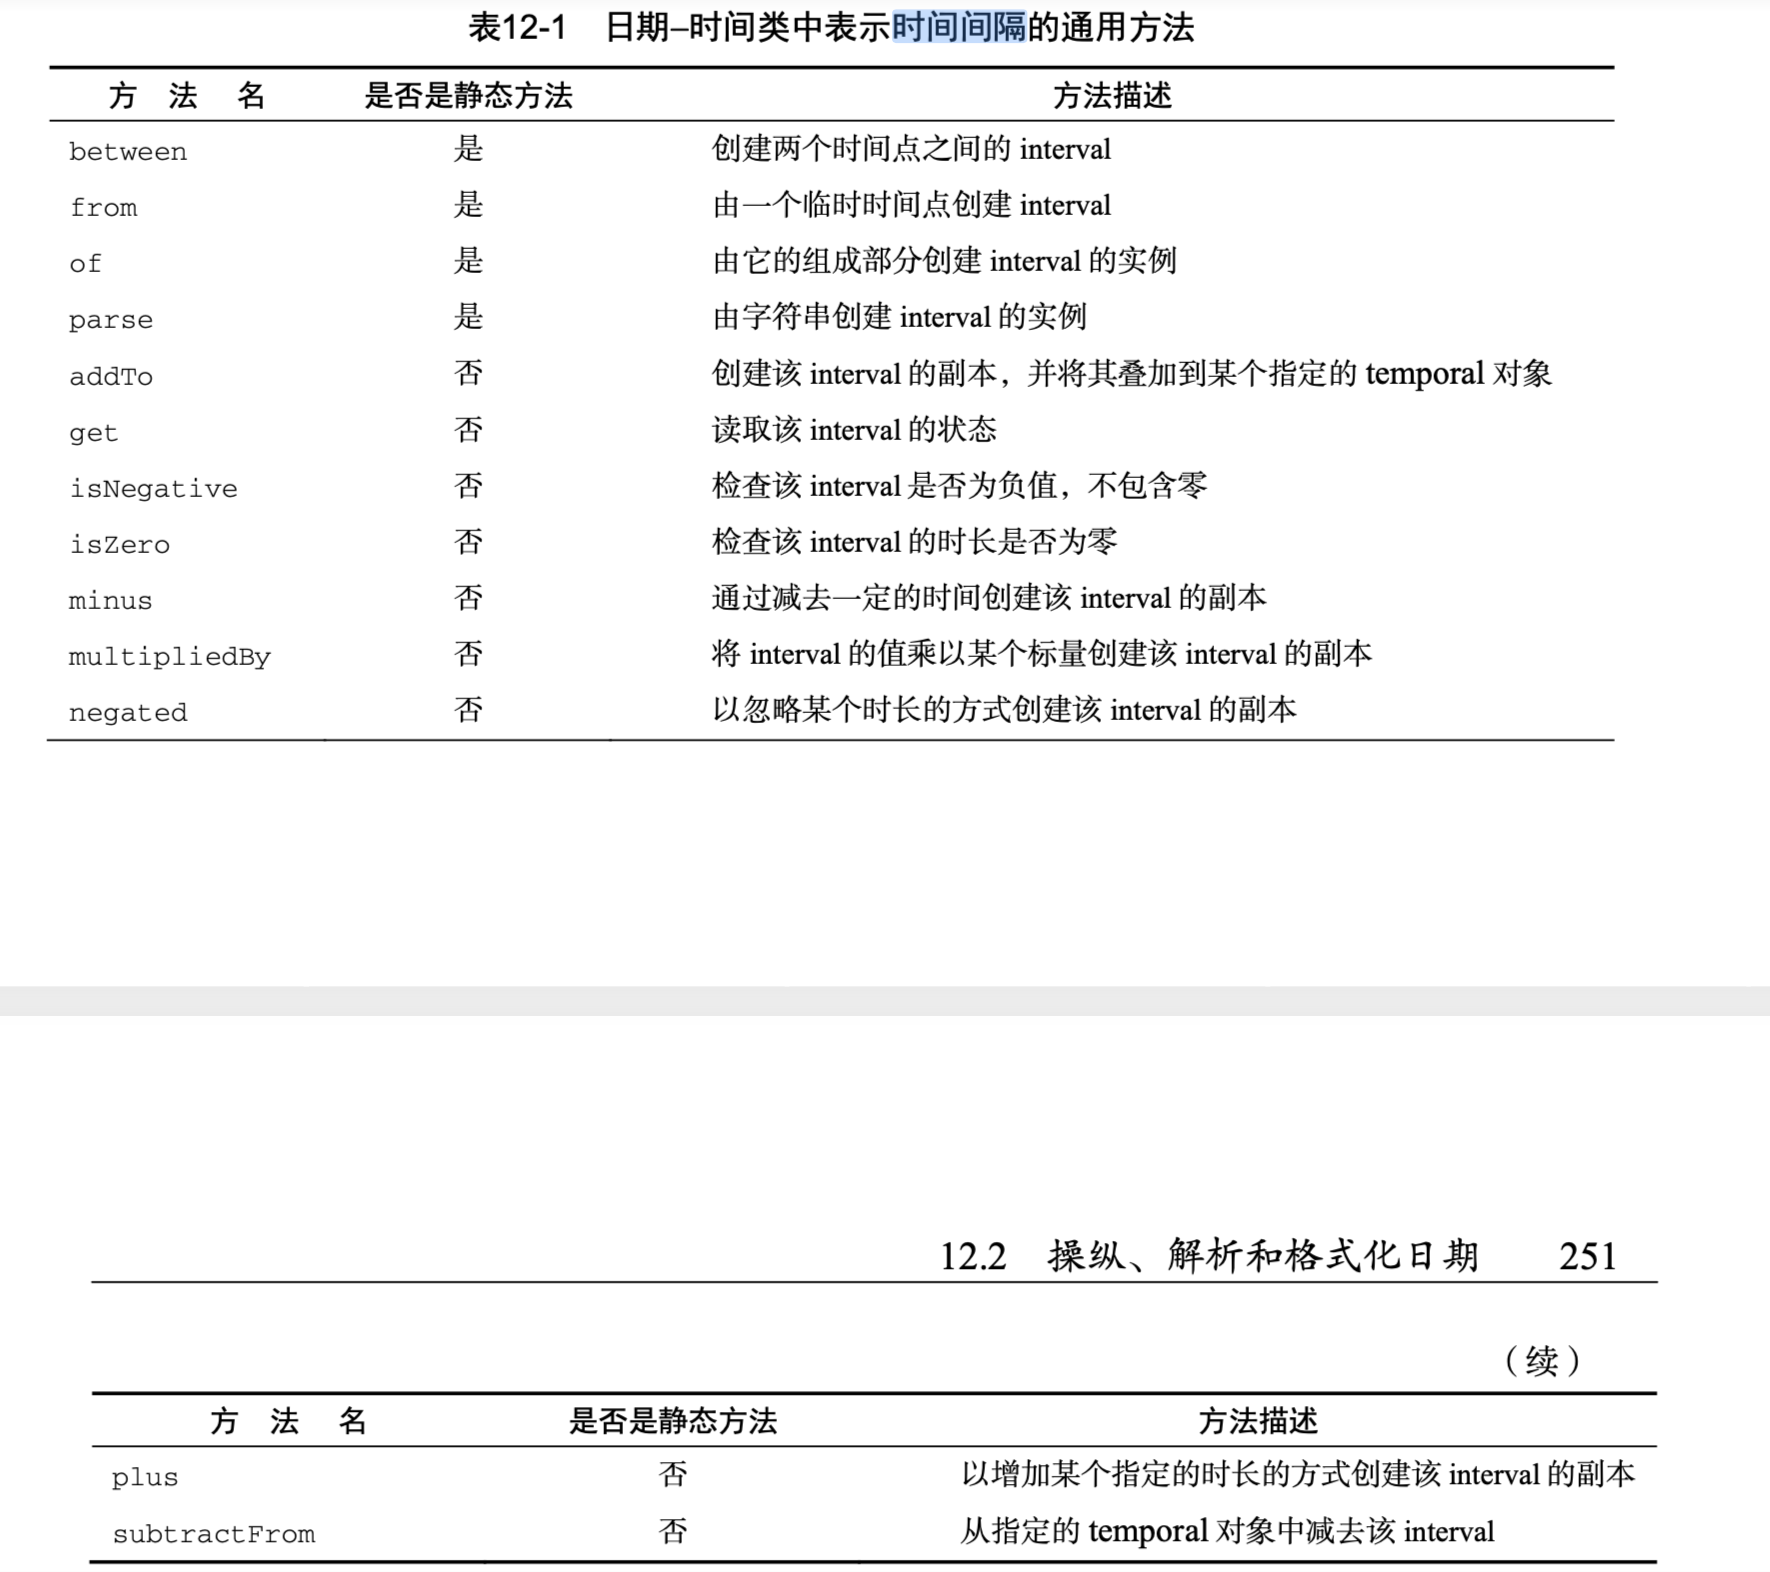 表12-1 日期–时间类中表示时间间隔的通用方法
方 法 名 是否是静态方法 方法描述
between 是 创建两个时间点之间的 interval
from 是 由一个临时时间点创建 interval
of 是 由它的组成部分创建 interval 的实例
parse 是 由字符串创建 interval 的实例
addTo 否 创建该 interval 的副本，并将其叠加到某个指定的 temporal 对象
get 否 读取该 interval 的状态
isNegative 否 检查该 interval 是否为负值，不包含零
isZero 否 检查该 interval 的时长是否为零
minus 否 通过减去一定的时间创建该 interval 的副本
multipliedBy 否 将 interval 的值乘以某个标量创建该 interval 的副本
negated 否 以忽略某个时长的方式创建该 interval 的副本
12.2 操纵、解析和格式化日期 251
（续）
方 法 名 是否是静态方法 方法描述
plus 否 以增加某个指定的时长的方式创建该 interval 的副本
subtractFrom 否 从指定的 temporal 对象中减去该 interval